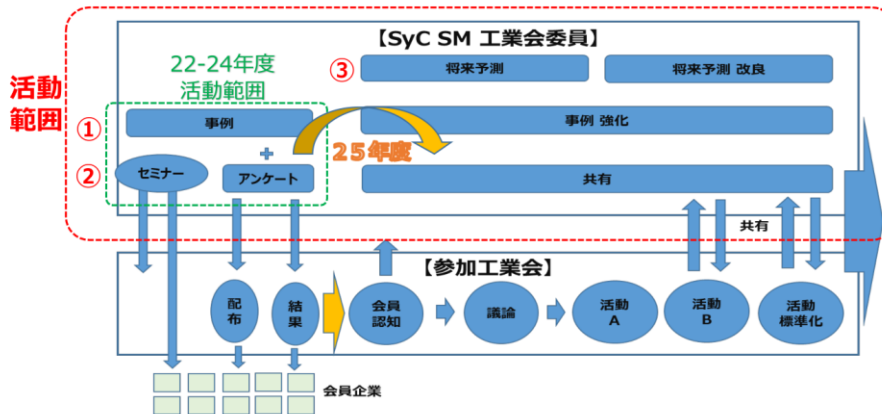 【SyC SM 工業会委員】
22-24年度
活動範囲
③
将来予測
将来予測 改良
活動
範囲
①
事例
事例 強化
+
25年度
②
セミナー
アンケート
共有
共有
【参加工業会】
配
布
結
果
会員
認知
議論
活動
A
活動
B
活動
標準化
会員企業